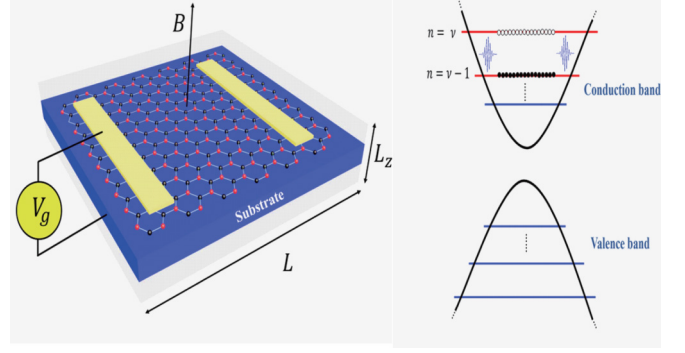 B
L_z
V_g
Substrate
L
n = ν
n = ν − 1
Conduction band
Valence band